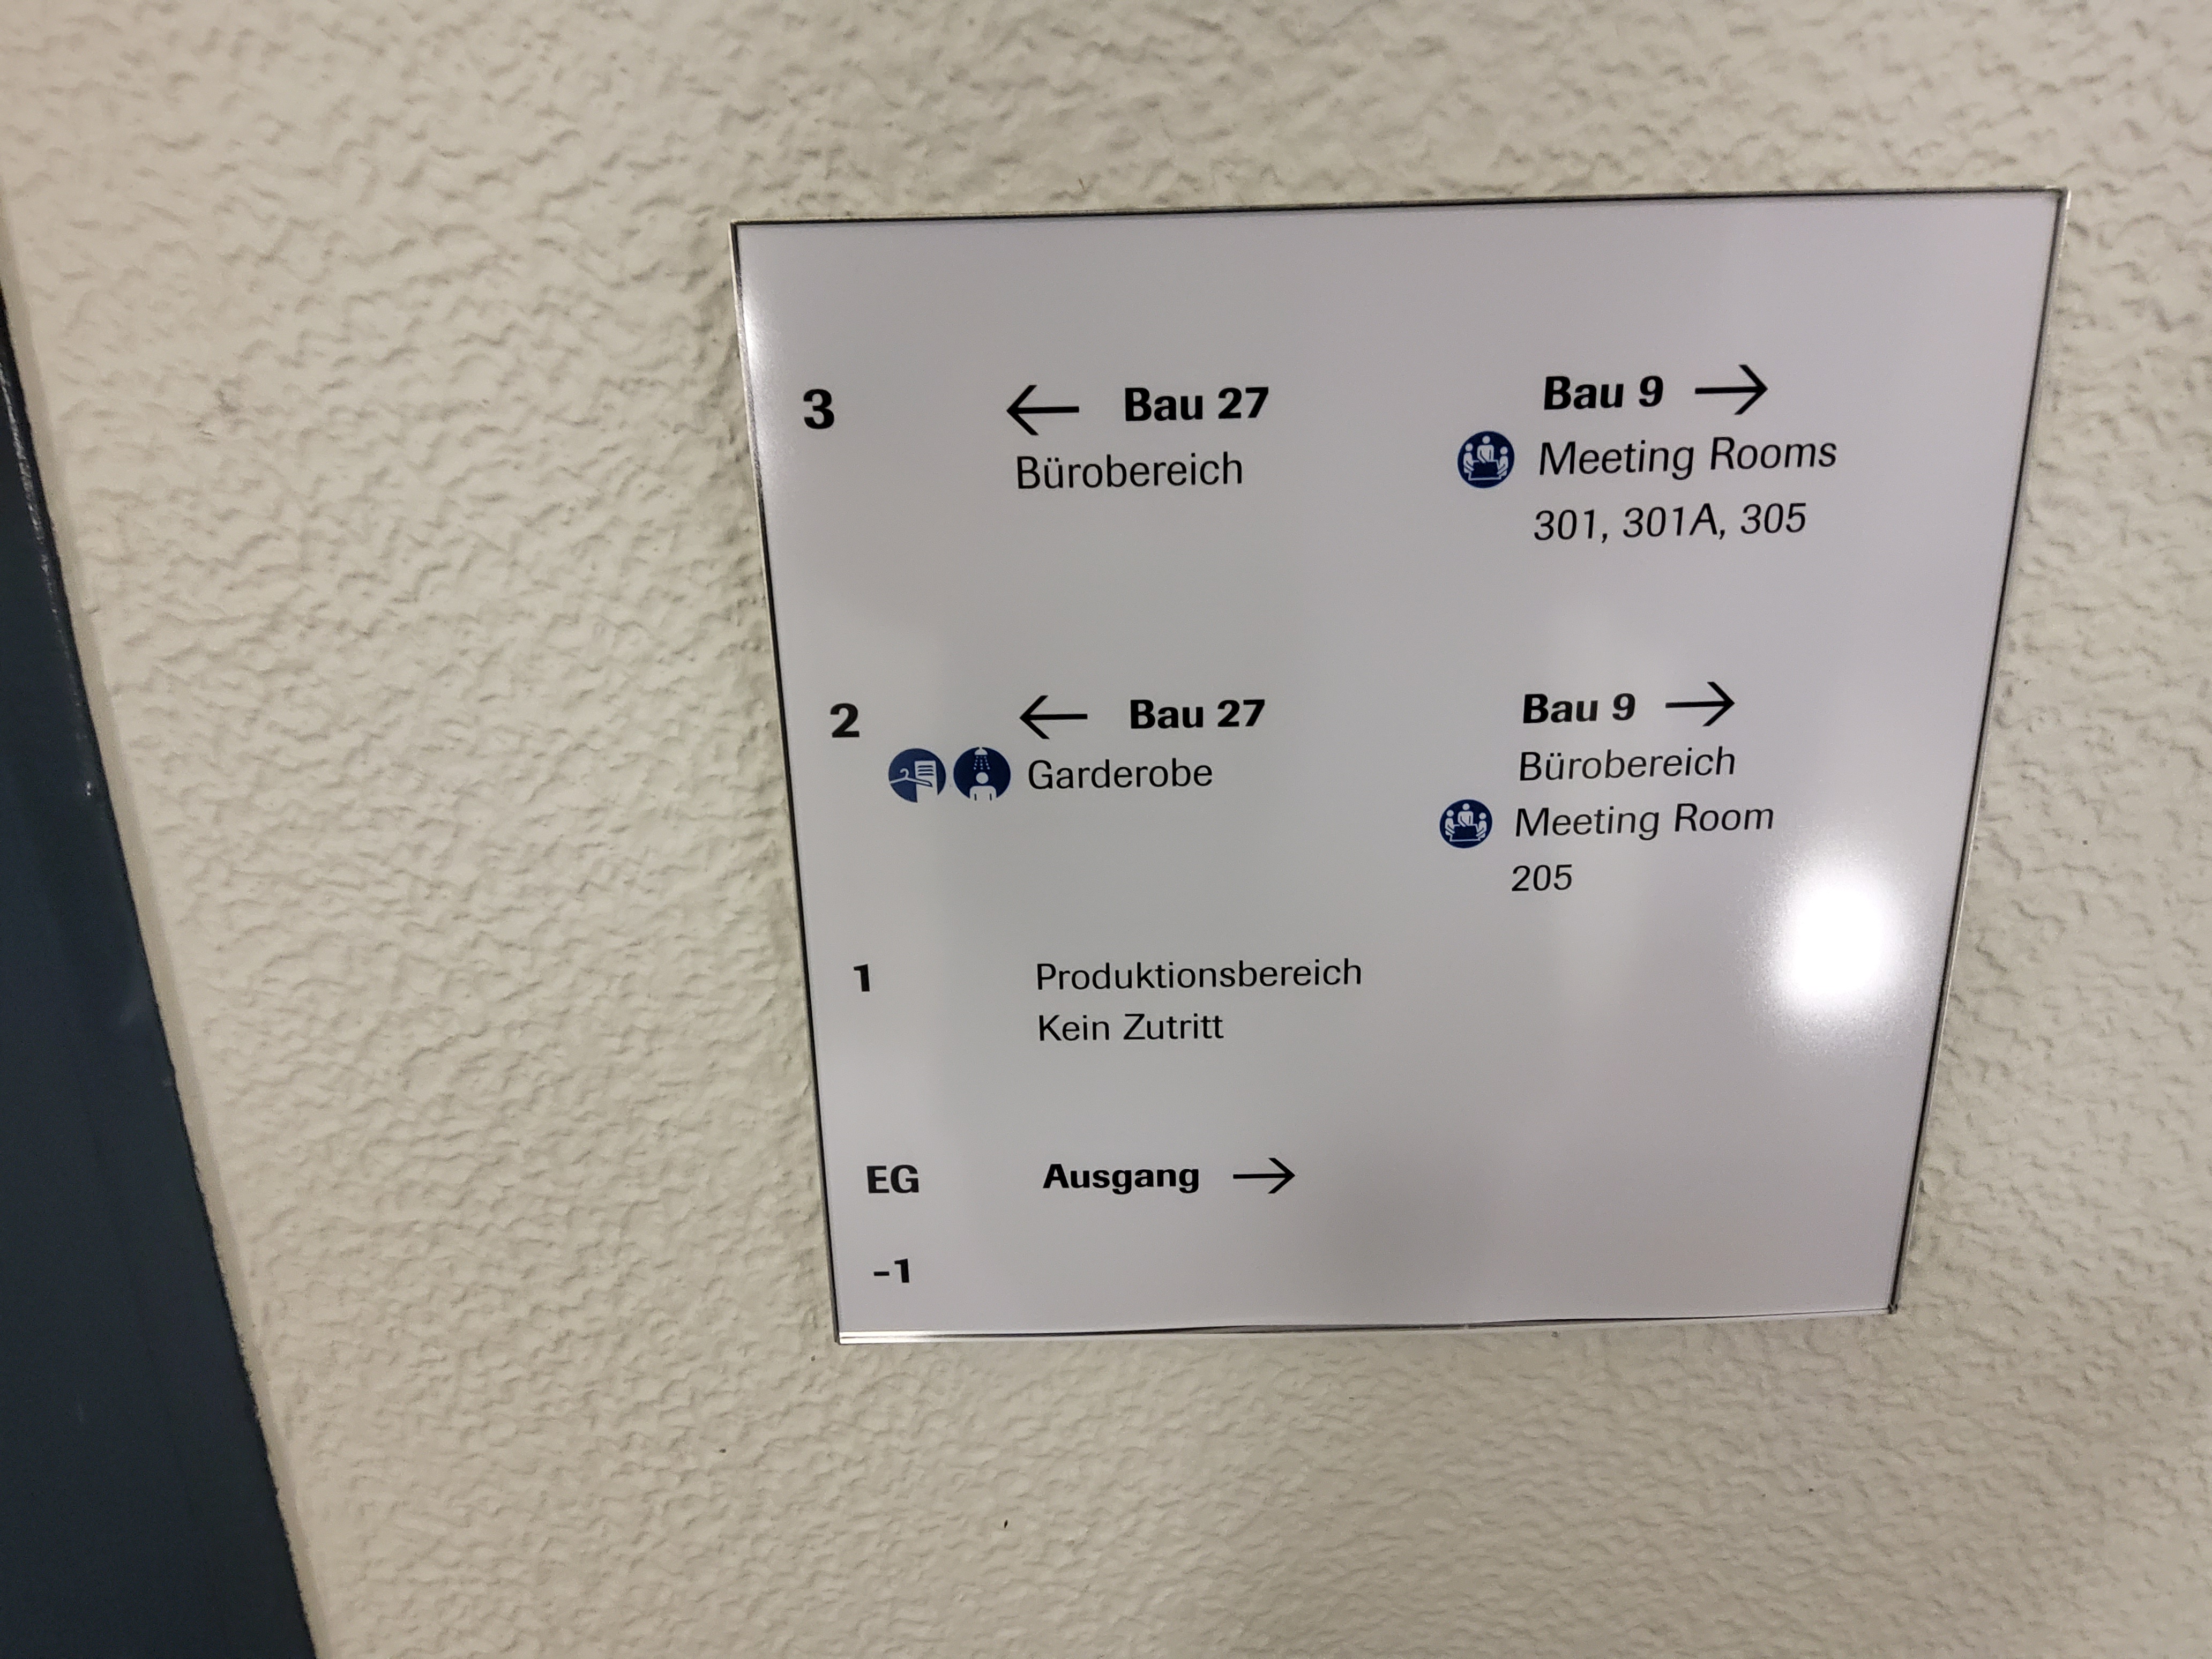 3 ← Bau 27 Bau 9 →
Bürobereich Meeting Rooms
301, 301A, 305
2 ← Bau 27 Bau 9 →
Garderobe Bürobereich
Meeting Room
205
1 Produktionsbereich
Kein Zutritt
EG Ausgang →
-1